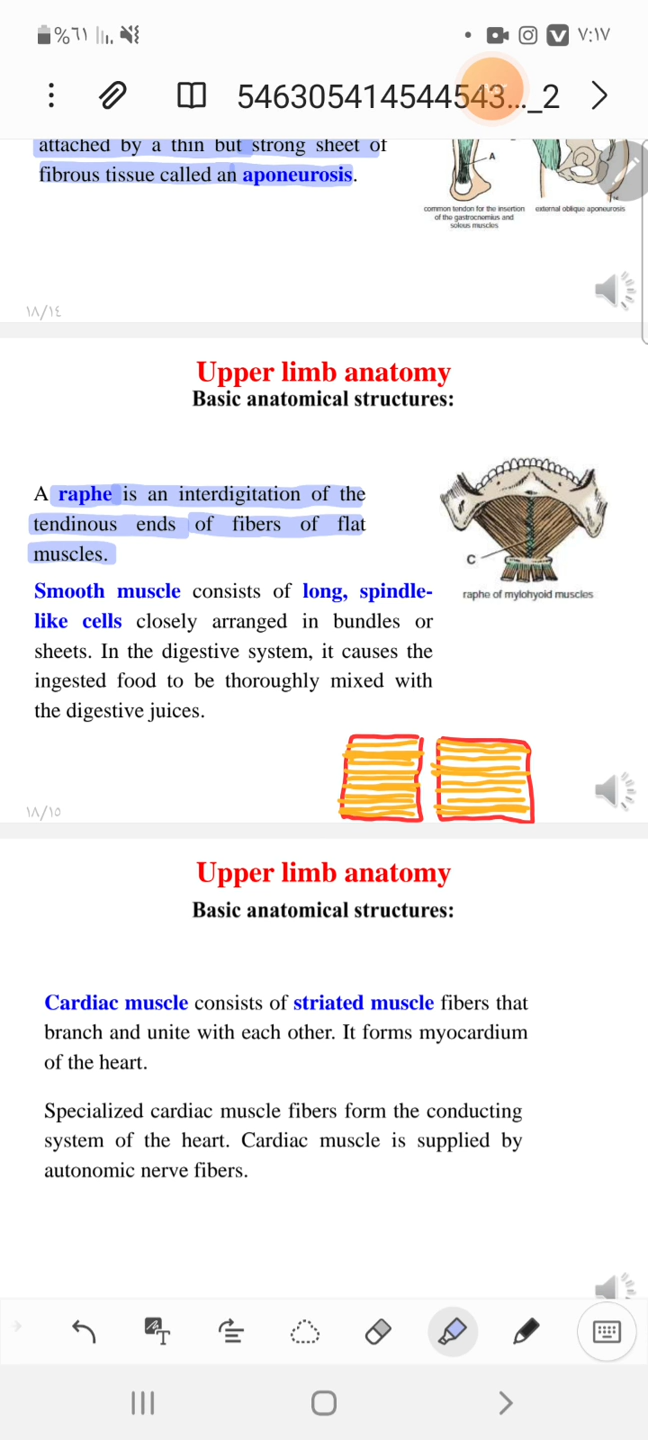 %٦١
٧:١٧
546305414544543..._2
attached by a thin but strong sheet of
fibrous tissue called an aponeurosis.
A
common tendon for the insertion
of the gastrocnemius and
soleus muscles
external oblique aponeurosis
١٨/١٤
Upper limb anatomy
Basic anatomical structures:
A raphe is an interdigitation of the
tendinous ends of fibers of flat
muscles.
C
raphe of mylohyoid muscles
Smooth muscle consists of long, spindle-
like cells closely arranged in bundles or
sheets. In the digestive system, it causes the
ingested food to be thoroughly mixed with
the digestive juices.
١٨/١٥
Upper limb anatomy
Basic anatomical structures:
Cardiac muscle consists of striated muscle fibers that
branch and unite with each other. It forms myocardium
of the heart.
Specialized cardiac muscle fibers form the conducting
system of the heart. Cardiac muscle is supplied by
autonomic nerve fibers.
T